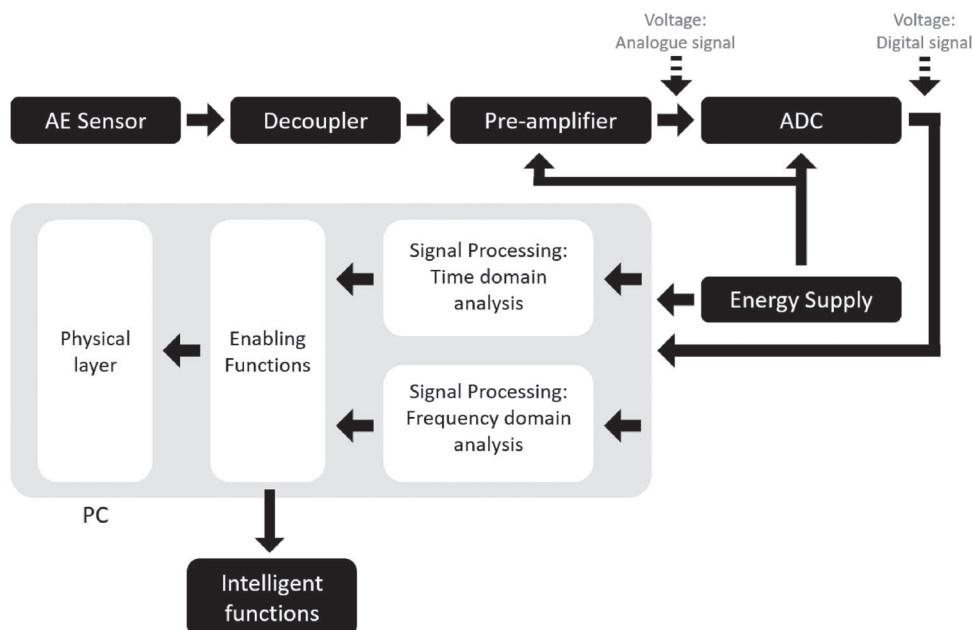 Voltage:
Analogue signal
Voltage:
Digital signal
AE Sensor
Decoupler
Pre-amplifier
ADC
Signal Processing:
Time domain
analysis
Energy Supply
Physical
layer
Enabling
Functions
Signal Processing:
Frequency domain
analysis
PC
Intelligent
functions